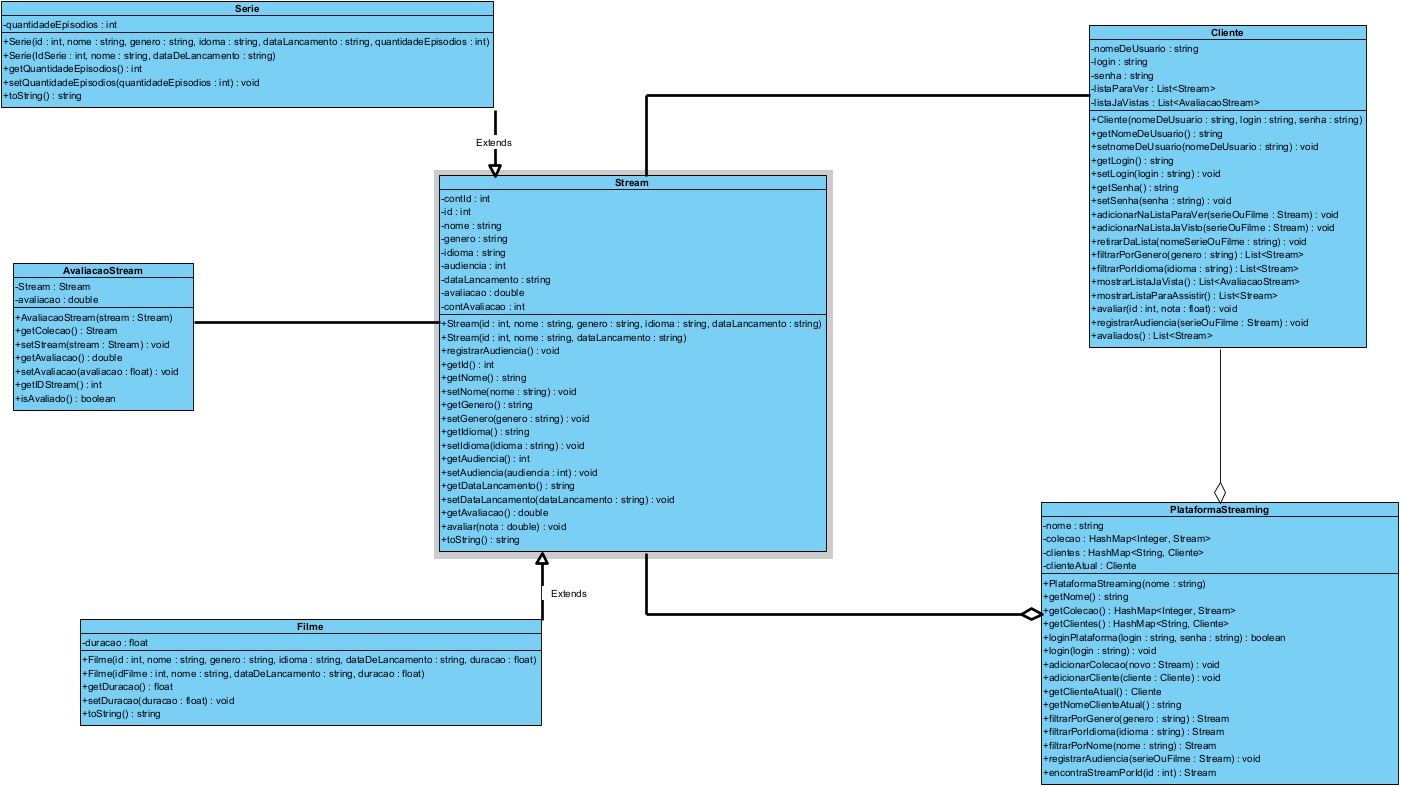 Serie
-quantidadeEpisodios : int
+Serie(id : int, nome : string, genero : string, idoma : string, dataLancamento : string, quantidadeEpisodios : int)
+Serie(IdSerie : int, nome : string, dataDeLancamento : string)
+getQuantidadeEpisodios() : int
+setQuantidadeEpisodios(quantidadeEpisodios : int) : void
+toString() : string
Extends
Cliente
-nomeDeUsuario : string
-login : string
-senha : string
-listaParaVer : List<Stream>
-listaJaVistas : List<AvaliacaoStream>
+Cliente(nomeDeUsuario : string, login : string, senha : string)
+getNomeDeUsuario() : string
+setnomeDeUsuario(nomeDeUsuario : string) : void
+getLogin() : string
+setLogin(login : string) : void
+getSenha() : string
+setSenha(senha : string) : void
+adicionarNaListaParaVer(serieOuFilme : Stream) : void
+adicionarNaListaJaVisto(serieOuFilme : Stream) : void
+retirarDaLista(nomeSerieOuFilme : string) : void
+filtrarPorGenero(genero : string) : List<Stream>
+filtrarPorIdioma(idioma : string) : List<Stream>
+mostrarListaJaVista() : List<AvaliacaoStream>
+mostrarListaParaAssistir() : List<Stream>
+avaliar(id : int, nota : float) : void
+registrarAudiencia(serieOuFilme : Stream) : void
+avaliados() : List<Stream>
Stream
-contId : int
-id : int
-nome : string
-genero : string
-idioma : string
-audiencia : int
-dataLancamento : string
-avaliacao : double
-contAvaliacao : int
+Stream(id : int, nome : string, genero : string, idioma : string, dataLancamento : string)
+Stream(id : int, nome : string, dataLancamento : string)
+registrarAudiencia() : void
+getId() : int
+getNome() : string
+setNome(nome : string) : void
+getGenero() : string
+setGenero(genero : string) : void
+getIdioma() : string
+setIdioma(idioma : string) : void
+getAudiencia() : int
+setAudiencia(audiencia : int) : void
+getDataLancamento() : string
+setDataLancamento(dataLancamento : string) : void
+getAvaliacao() : double
+avaliar(nota : double) : void
+toString() : string
AvaliacaoStream
-Stream : Stream
-avaliacao : double
+AvaliacaoStream(stream : Stream)
+getColecao() : Stream
+setStream(stream : Stream) : void
+getAvaliacao() : double
+setAvaliacao(avaliacao : float) : void
+getIDStream() : int
+isAvaliado() : boolean
Extends
Filme
-duracao : float
+Filme(id : int, nome : string, genero : string, idioma : string, dataDeLancamento : string, duracao : float)
+Filme(idFilme : int, nome : string, dataDeLancamento : string, duracao : float)
+getDuracao() : float
+setDuracao(duracao : float) : void
+toString() : string
PlataformaStreaming
-nome : string
-colecao : HashMap<Integer, Stream>
-clientes : HashMap<String, Cliente>
-clienteAtual : Cliente
+PlataformaStreaming(nome : string)
+getNome() : string
+getColecao() : HashMap<Integer, Stream>
+getClientes() : HashMap<String, Cliente>
+loginPlataforma(login : string, senha : string) : boolean
+login(login : string) : void
+adicionarColecao(novo : Stream) : void
+adicionarCliente(cliente : Cliente) : void
+getClienteAtual() : Cliente
+getNomeClienteAtual() : string
+filtrarPorGenero(genero : string) : Stream
+filtrarPorIdioma(idioma : string) : Stream
+filtrarPorNome(nome : string) : Stream
+registrarAudiencia(serieOuFilme : Stream) : void
+encontraStreamPorId(id : int) : Stream